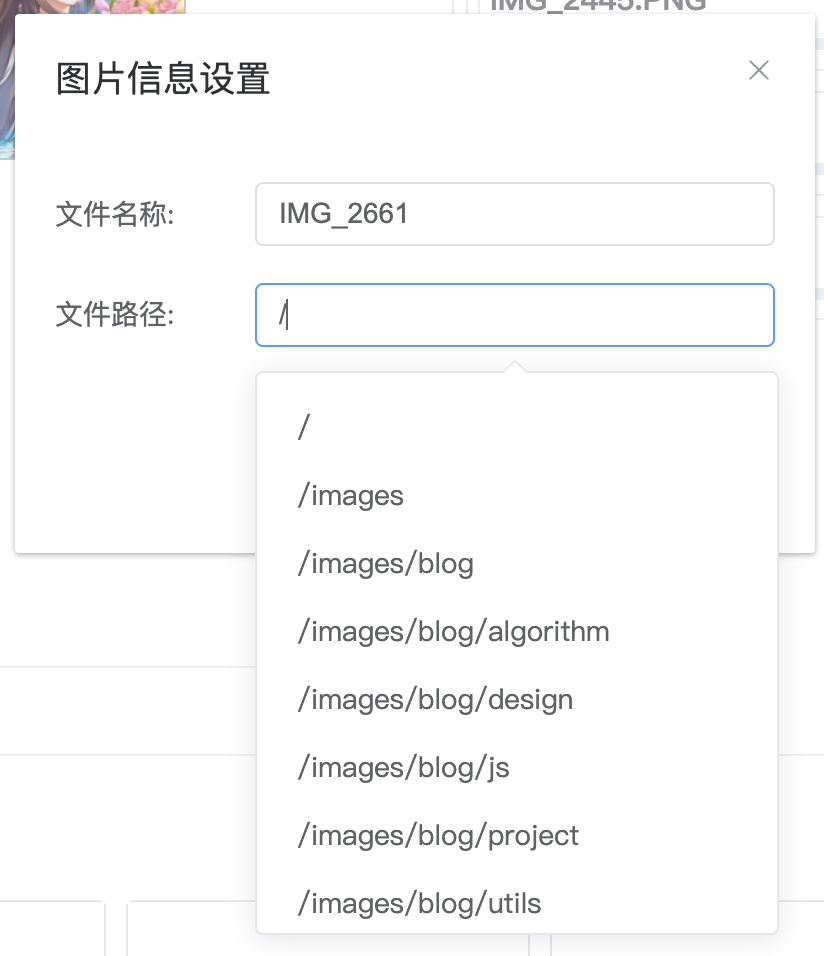 IMG_2445.PNG
图片信息设置
文件名称:
IMG_2661
文件路径:
/
/
/images
/images/blog
/images/blog/algorithm
/images/blog/design
/images/blog/js
/images/blog/project
/images/blog/utils